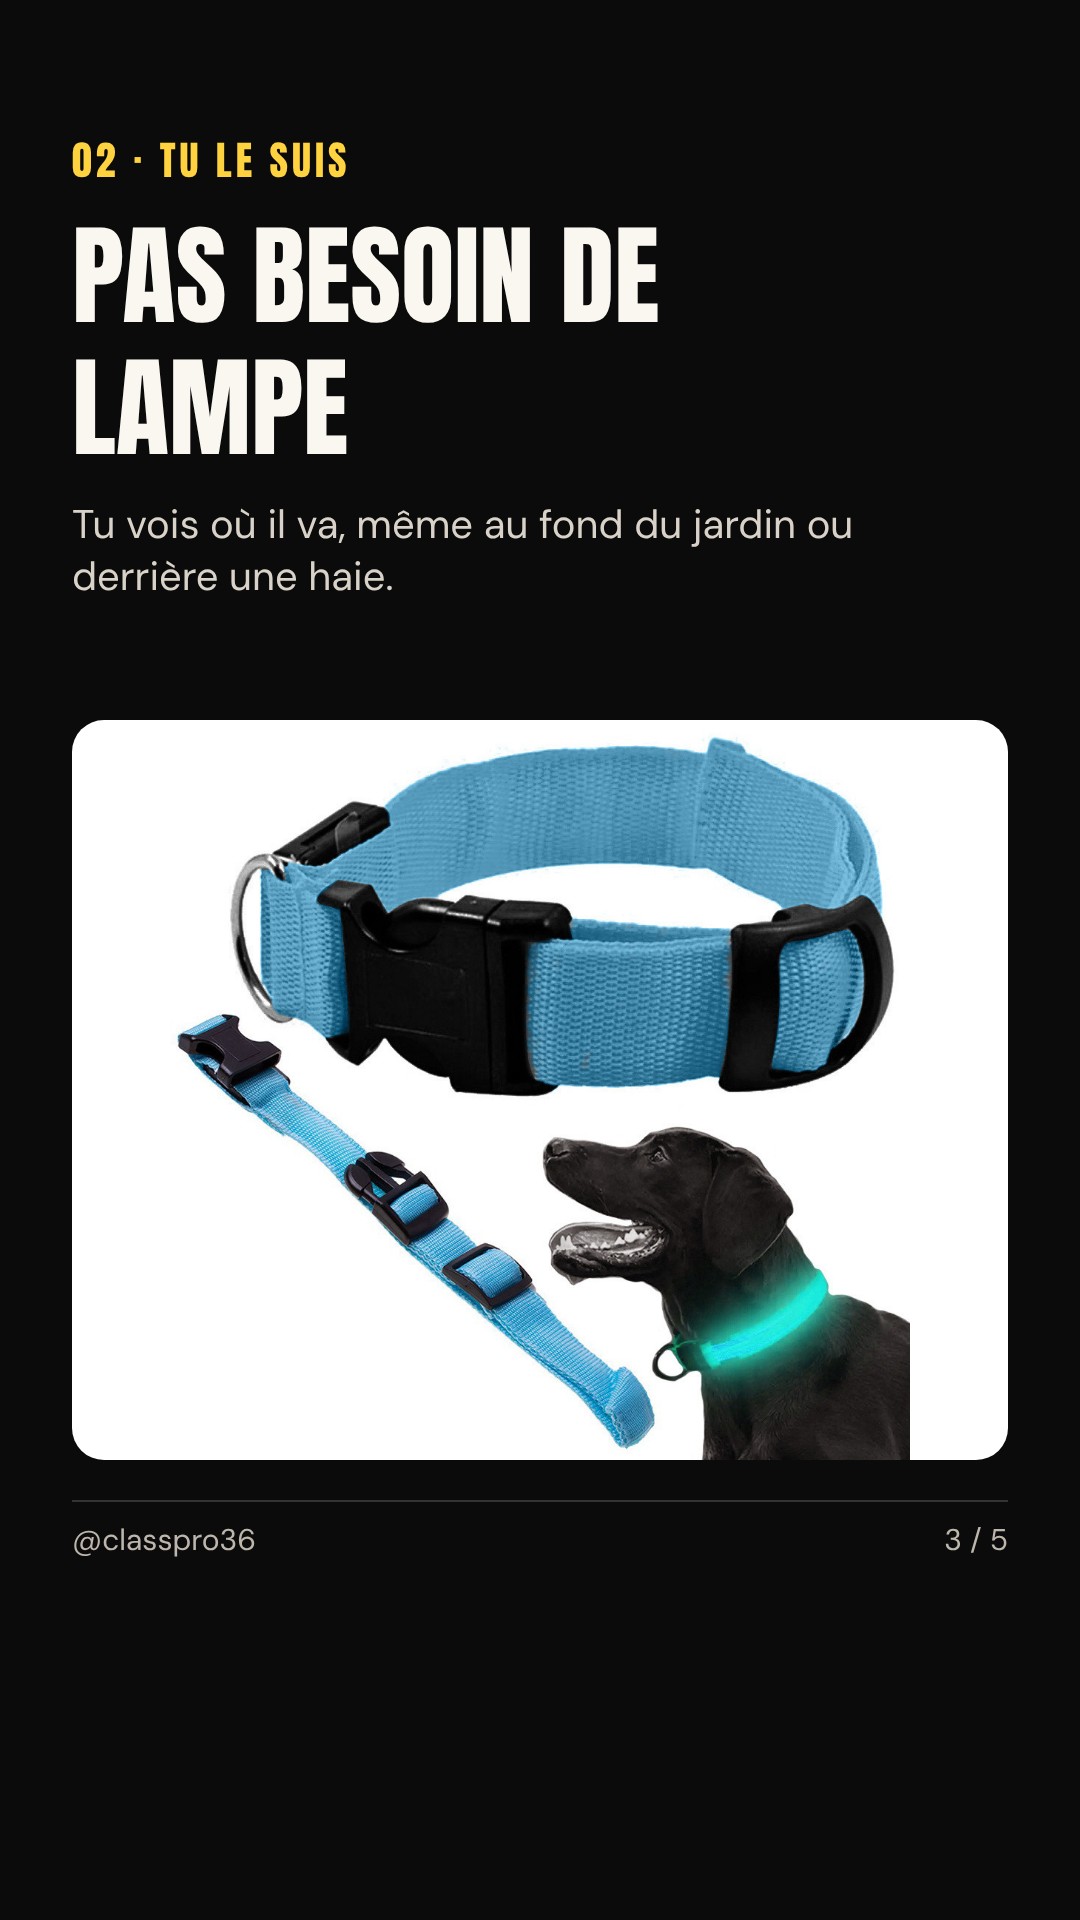 02 · TU LE SUIS
PAS BESOIN DE
LAMPE
Tu vois où il va, même au fond du jardin ou
derrière une haie.
@classpro36
3 / 5